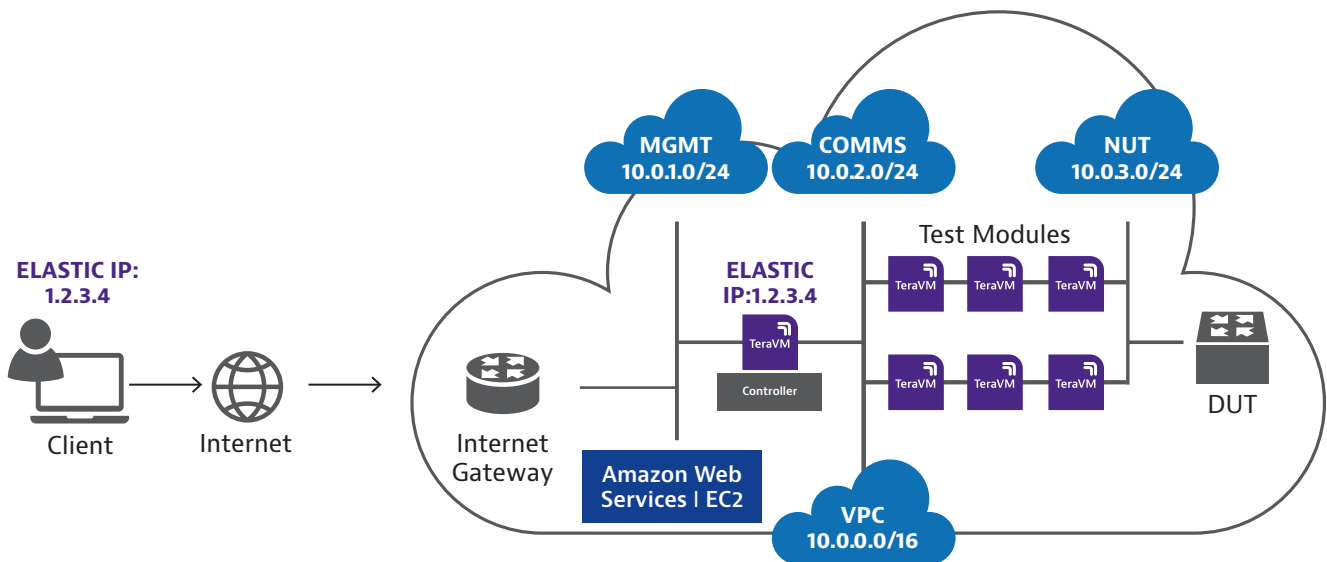 MGMT
10.0.1.0/24
COMMS
10.0.2.0/24
NUT
10.0.3.0/24
ELASTIC IP:
1.2.3.4
Client
Internet
Internet
Gateway
Amazon Web
Services | EC2
ELASTIC
IP:1.2.3.4
TeraVM
Controller
Test Modules
TeraVM
TeraVM
TeraVM
TeraVM
TeraVM
TeraVM
DUT
VPC
10.0.0.0/16